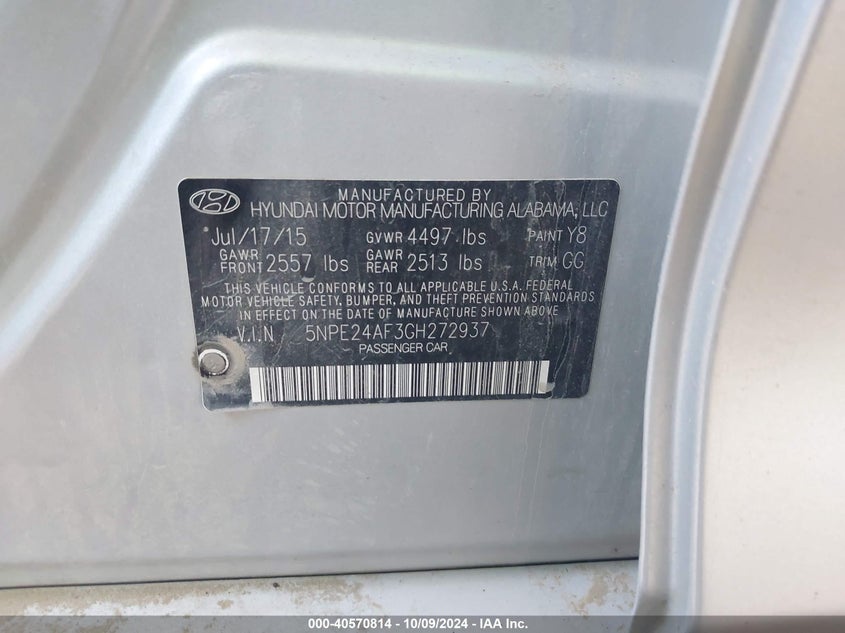 MANUFACTURED BY
HYUNDAI MOTOR MANUFACTURING ALABAMA, LLC
Jul/17/15 GVWR 4497 lbs PAINT Y8
GAWR FRONT 2557 lbs GAWR REAR 2513 lbs TRIM GG
THIS VEHICLE CONFORMS TO ALL APPLICABLE U.S.A. FEDERAL
MOTOR VEHICLE SAFETY, BUMPER, AND THEFT PREVENTION STANDARDS
IN EFFECT ON THE DATE OF MANUFACTURE SHOWN ABOVE
V.I.N 5NPE24AF3GH272937
PASSENGER CAR
000-40570814 - 10/09/2024 - IAA Inc.